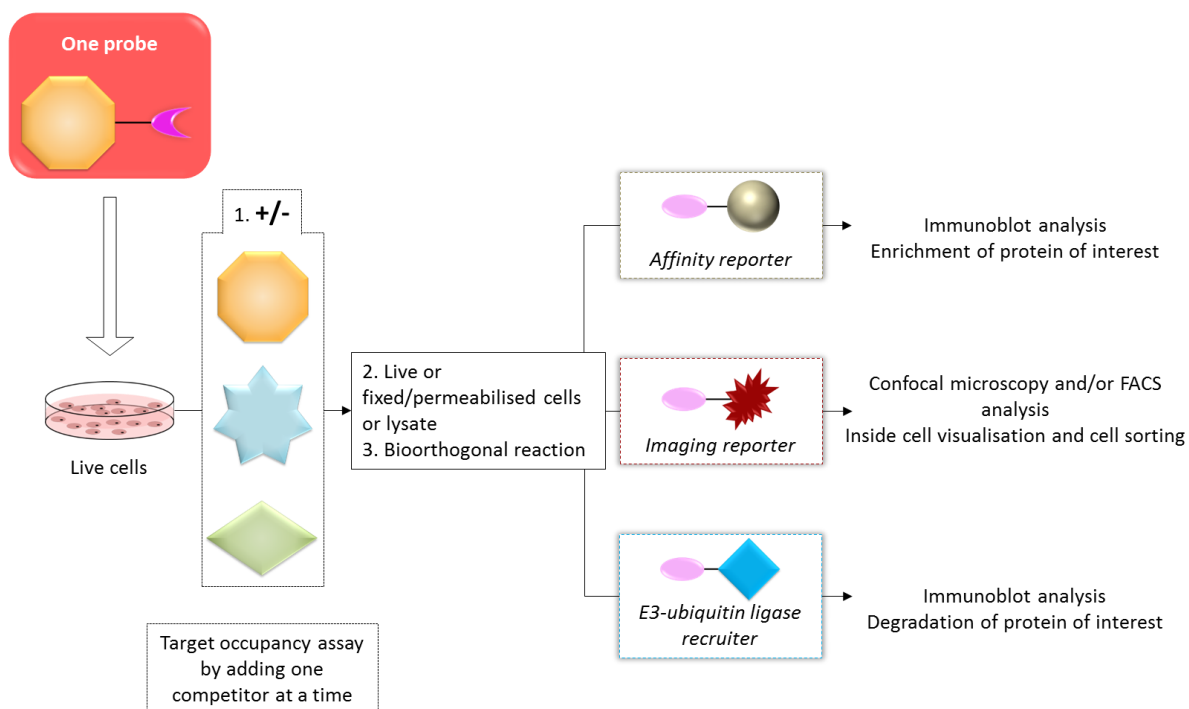 One probe
1. +/-
Live cells
Target occupancy assay
by adding one
competitor at a time
2. Live or
fixed/permeabilised cells
or lysate
3. Bioorthogonal reaction
Affinity reporter
Immunoblot analysis
Enrichment of protein of interest
Imaging reporter
Confocal microscopy and/or FACS
analysis
Inside cell visualisation and cell sorting
E3-ubiquitin ligase
recruiter
Immunoblot analysis
Degradation of protein of interest